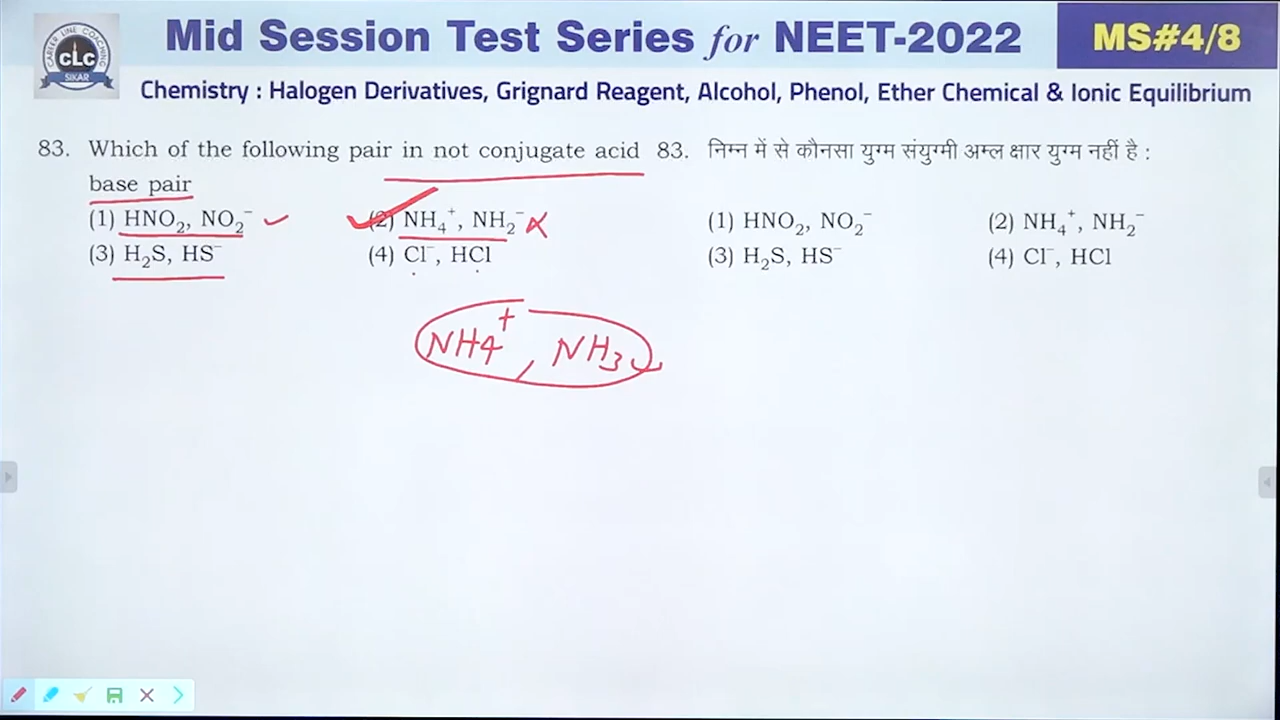 CAREER LINE COACHING
CLC
SIKAR
Mid Session Test Series for NEET-2022
MS#4/8
Chemistry : Halogen Derivatives, Grignard Reagent, Alcohol, Phenol, Ether Chemical & Ionic Equilibrium
83. Which of the following pair in not conjugate acid
base pair
(1) HNO₂, NO₂⁻ (2) NH₄⁺, NH₂⁻
(3) H₂S, HS⁻ (4) Cl⁻, HCl
NH4⁺, NH₃
83. निम्न में से कौनसा युग्म संयुग्मी अम्ल क्षार युग्म नहीं है :
(1) HNO₂, NO₂⁻ (2) NH₄⁺, NH₂⁻
(3) H₂S, HS⁻ (4) Cl⁻, HCl